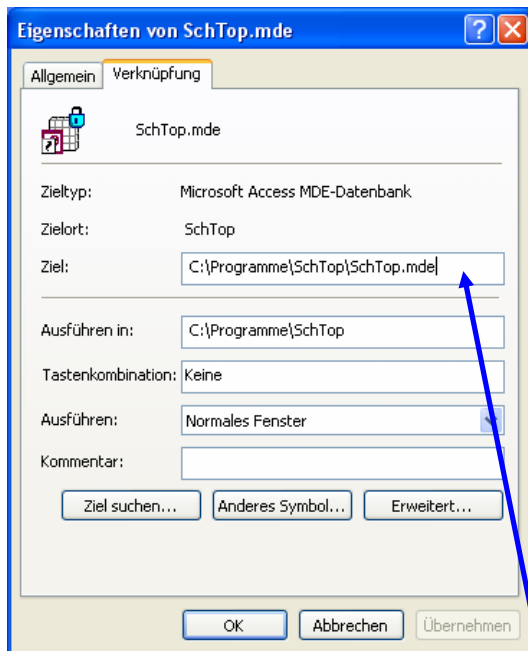 Eigenschaften von SchTop.mde
Allgemein Verknüpfung
SchTop.mde
Zieltyp: Microsoft Access MDE-Datenbank
Zielort: SchTop
Ziel: C:\Programme\SchTop\SchTop.mde
Ausführen in: C:\Programme\SchTop
Tastenkombination: Keine
Ausführen: Normales Fenster
Kommentar:
Ziel suchen... Anderes Symbol... Erweitert...
OK Abbrechen Übernehmen